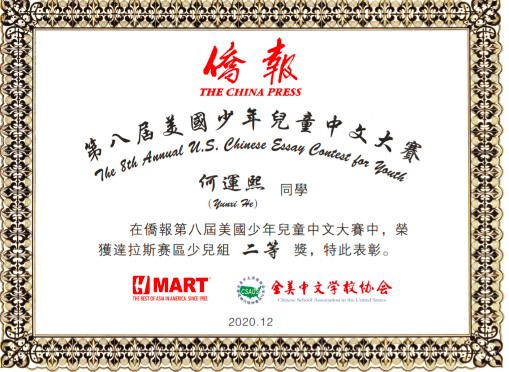 僑報
THE CHINA PRESS
第八届美國少年兒童中文大賽
The 8th Annual U.S. Chinese Essay Contest for Youth
何運熙 同學
(Yunxi He)
在僑報第八屆美國少年兒童中文大賽中，榮
獲達拉斯賽區少兒組 二等 獎，特此表彰。
H MART
THE BEST OF ASIA IN AMERICA SINCE 1982
CSAUS
全美中文学校协会
Chinese School Association in the United States
2020.12